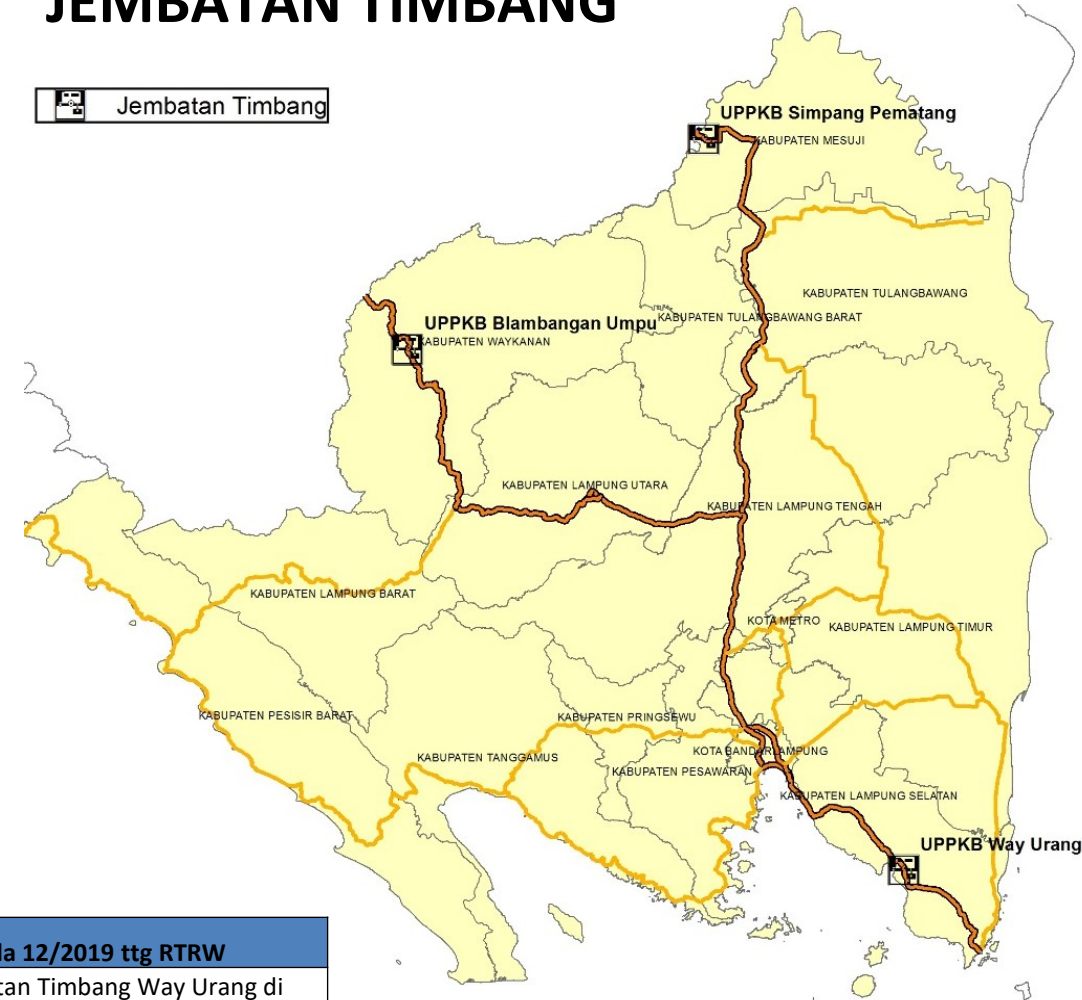 JEMBATAN TIMBANG
Jembatan Timbang
UPPKB Simpang Pematang
KABUPATEN MESUJI
KABUPATEN TULANGBAWANG
KABUPATEN TULANGBAWANG BARAT
UPPKB Blambangan Umpu
KABUPATEN WAYKANAN
KABUPATEN LAMPUNG UTARA
KABUPATEN LAMPUNG TENGAH
KABUPATEN LAMPUNG BARAT
KOTA METRO
KABUPATEN LAMPUNG TIMUR
KABUPATEN PESISIR BARAT
KABUPATEN PRINGSEWU
KOTA BANDARLAMPUNG
KABUPATEN TANGGAMUS
KABUPATEN PESAWARAN
KABUPATEN LAMPUNG SELATAN
UPPKB Way Urang
12/2019 ttg RTRW
Timbang Way Urang di